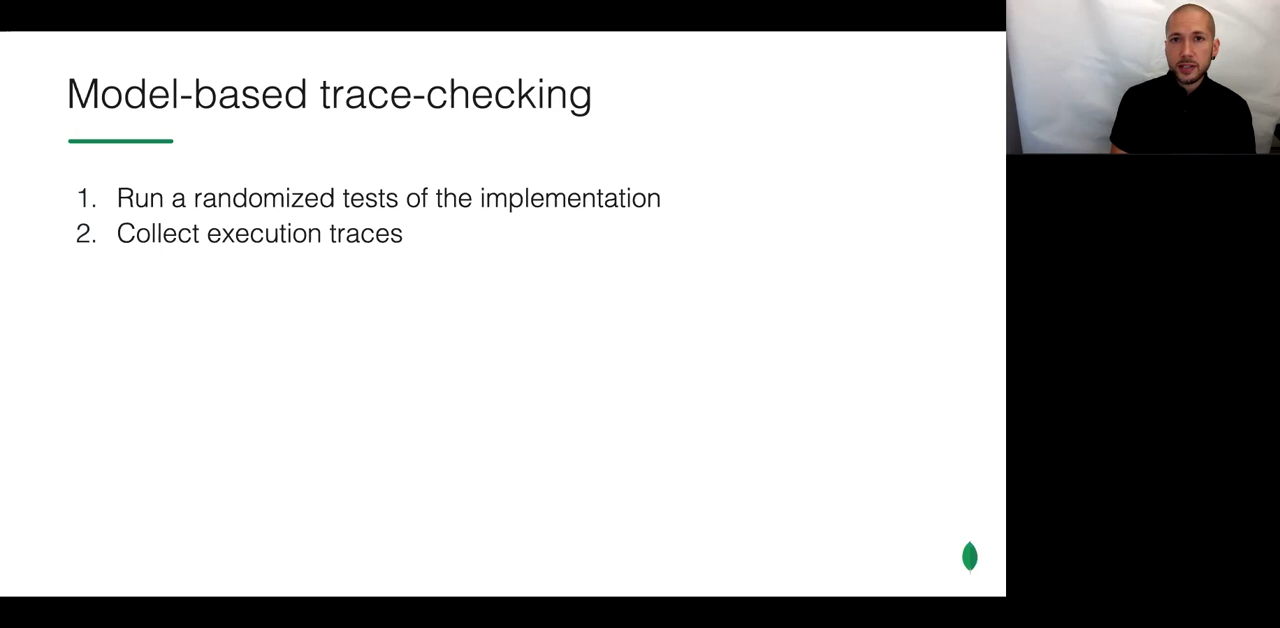 Model-based trace-checking
1. Run a randomized tests of the implementation
2. Collect execution traces